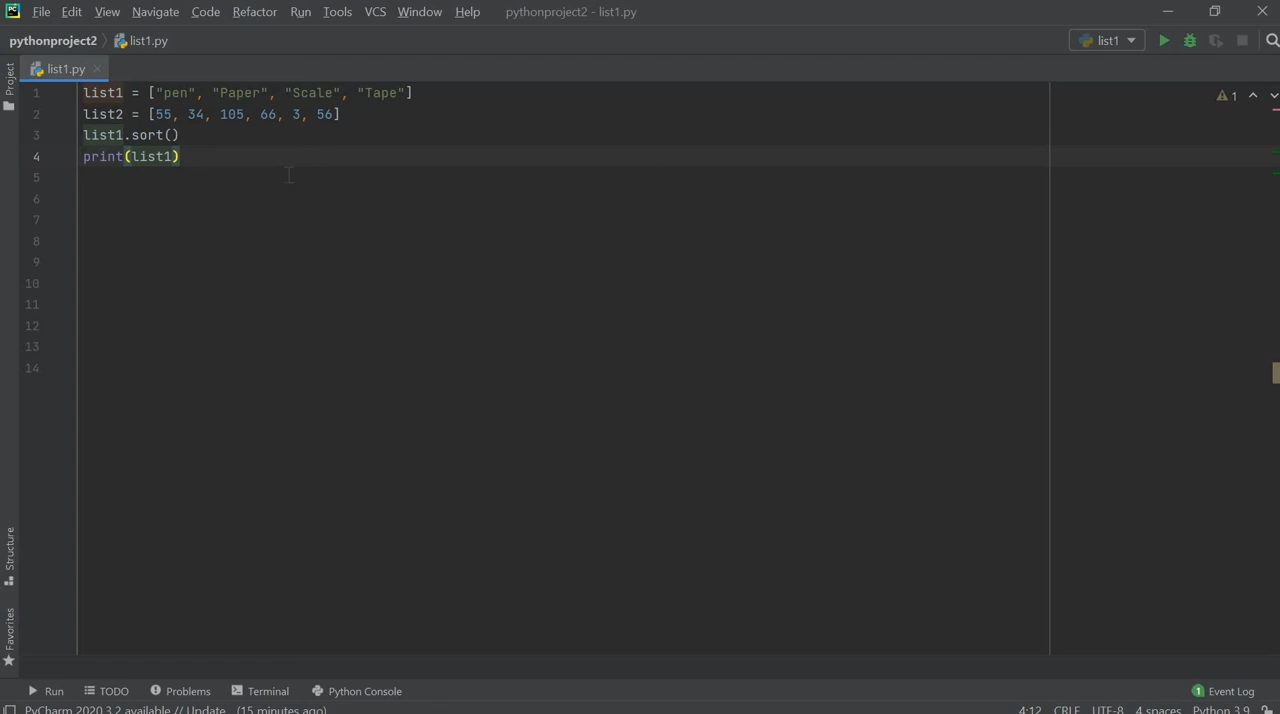 PC File Edit View Navigate Code Refactor Run Tools VCS Window Help pythonproject2 - list1.py
pythonproject2 list1.py list1
Project
list1.py
1 list1 = ["pen", "Paper", "Scale", "Tape"] 1
2 list2 = [55, 34, 105, 66, 3, 56]
3 list1.sort()
4 print(list1)
5
6
7
8
9
10
11
12
13
14
Structure
Favorites
Run TODO Problems Terminal Python Console 1 Event Log
PyCharm 2020.3.2 available // Update... (15 minutes ago) 4:12 CRLF UTF-8 4 spaces Python 3.9